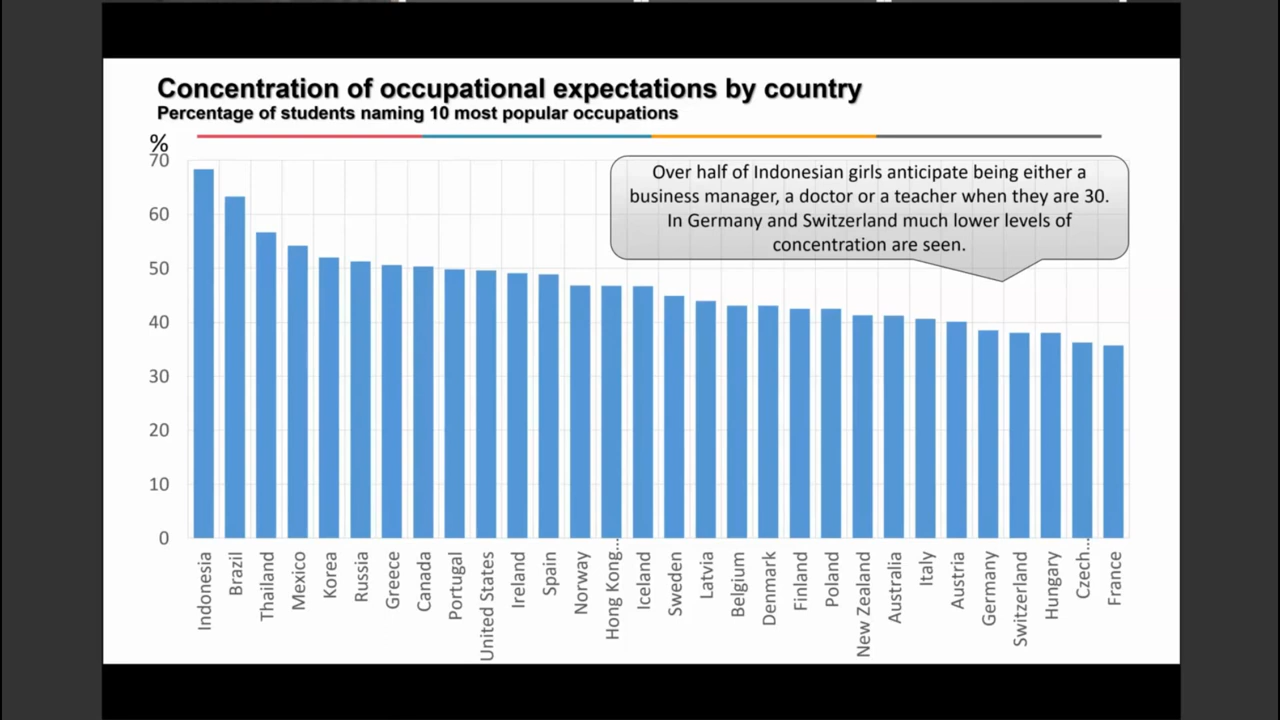 Concentration of occupational expectations by country
Percentage of students naming 10 most popular occupations
%
70
60
50
40
30
20
10
0
Over half of Indonesian girls anticipate being either a
business manager, a doctor or a teacher when they are 30.
In Germany and Switzerland much lower levels of
concentration are seen.
Indonesia
Brazil
Thailand
Mexico
Korea
Russia
Greece
Canada
Portugal
United States
Ireland
Spain
Norway
Hong Kong...
Iceland
Sweden
Latvia
Belgium
Denmark
Finland
Poland
New Zealand
Australia
Italy
Austria
Germany
Switzerland
Hungary
Czech...
France